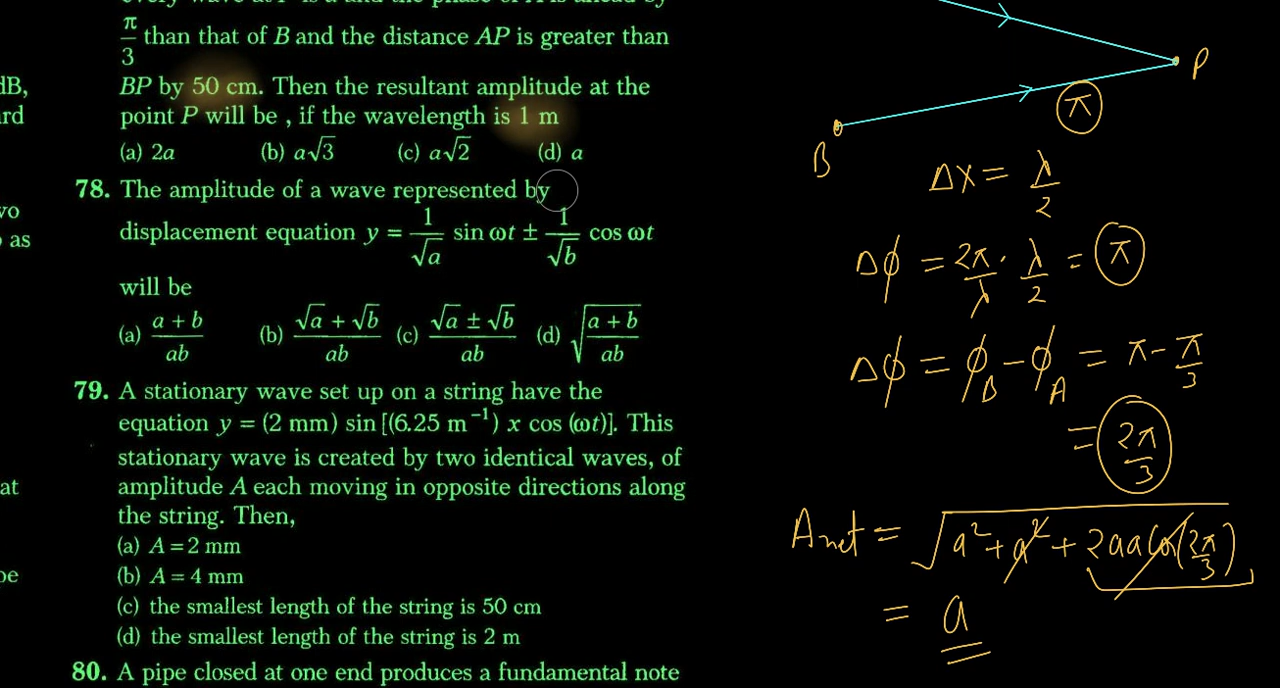 π/3 than that of B and the distance AP is greater than
BP by 50 cm. Then the resultant amplitude at the
point P will be , if the wavelength is 1 m
(a) 2a (b) a√3 (c) a√2 (d) a
78. The amplitude of a wave represented by
displacement equation y = 1/√a sin ωt ± 1/√b cos ωt
will be
(a) (a + b)/ab (b) (√a + √b)/ab (c) (√a ± √b)/ab (d) √((a + b)/ab)
79. A stationary wave set up on a string have the
equation y = (2 mm) sin [(6.25 m⁻¹) x cos (ωt)]. This
stationary wave is created by two identical waves, of
amplitude A each moving in opposite directions along
the string. Then,
(a) A = 2 mm
(b) A = 4 mm
(c) the smallest length of the string is 50 cm
(d) the smallest length of the string is 2 m
80. A pipe closed at one end produces a fundamental note
dB,
rd
vo
as
at
P
π
B
Δx = λ/2
Δϕ = 2π/λ · λ/2 = π
Δϕ = ϕB - ϕA = π - π/3
= 2π/3
Anet = √(a² + a² + 2aa cos(2π/3))
= a